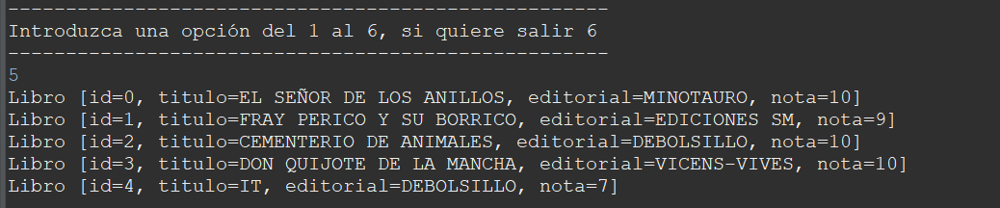 ----------------------------------------------------
Introduzca una opción del 1 al 6, si quiere salir 6
----------------------------------------------------
5
Libro [id=0, titulo=EL SEÑOR DE LOS ANILLOS, editorial=MINOTAURO, nota=10]
Libro [id=1, titulo=FRAY PERICO Y SU BORRICO, editorial=EDICIONES SM, nota=9]
Libro [id=2, titulo=CEMENTERIO DE ANIMALES, editorial=DEBOLSILLO, nota=10]
Libro [id=3, titulo=DON QUIJOTE DE LA MANCHA, editorial=VICENS-VIVES, nota=10]
Libro [id=4, titulo=IT, editorial=DEBOLSILLO, nota=7]